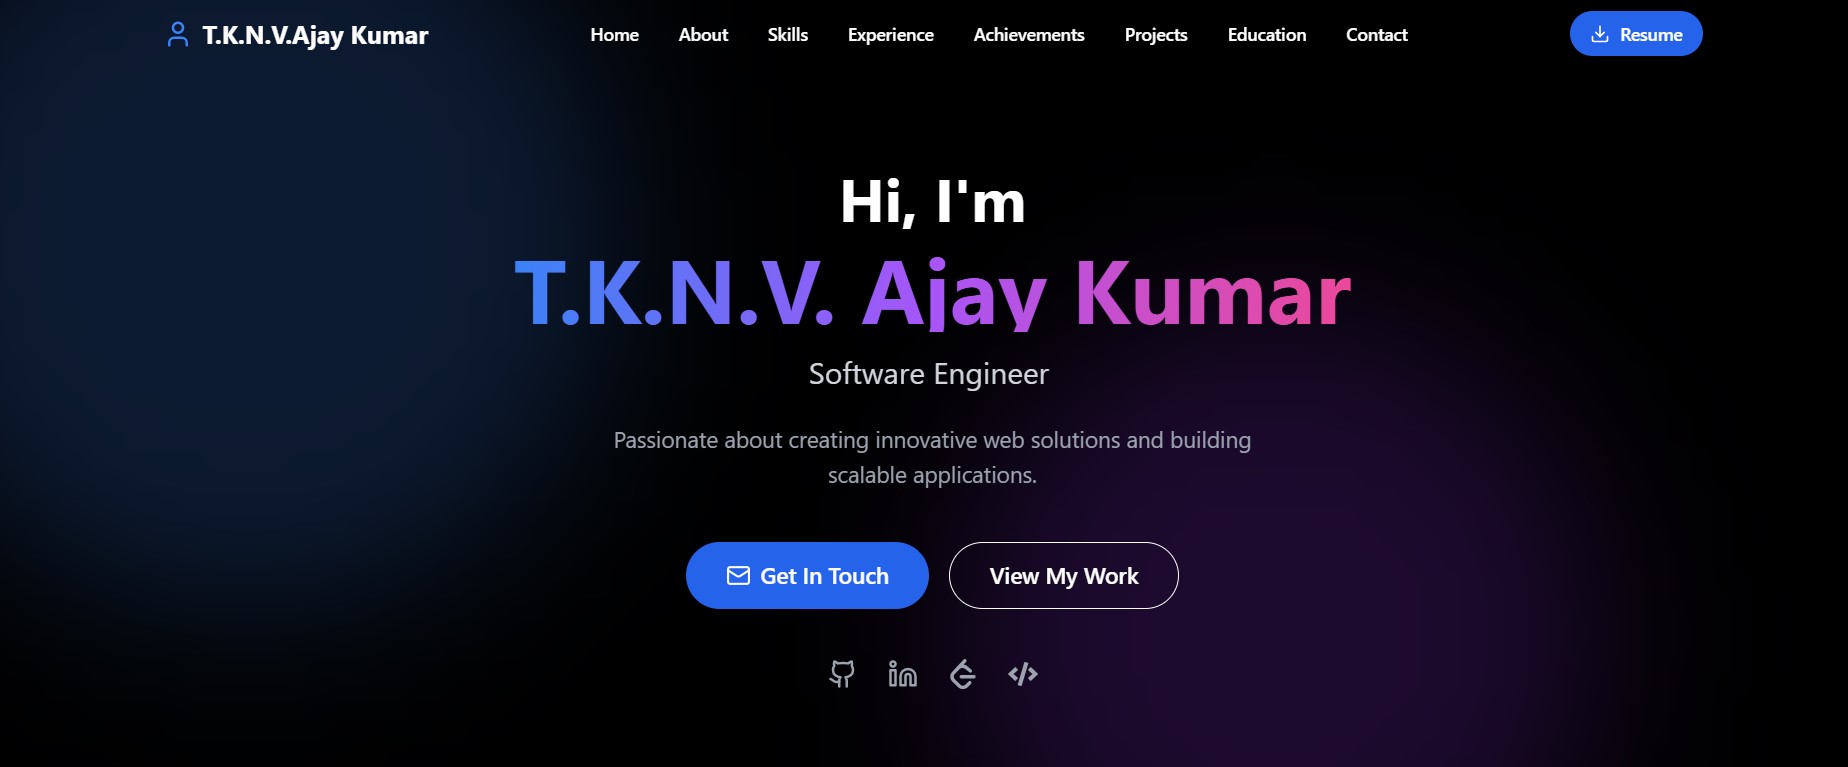 T.K.N.V.Ajay Kumar
Home About Skills Experience Achievements Projects Education Contact
Resume
Hi, I'm
T.K.N.V. Ajay Kumar
Software Engineer
Passionate about creating innovative web solutions and building
scalable applications.
Get In Touch
View My Work